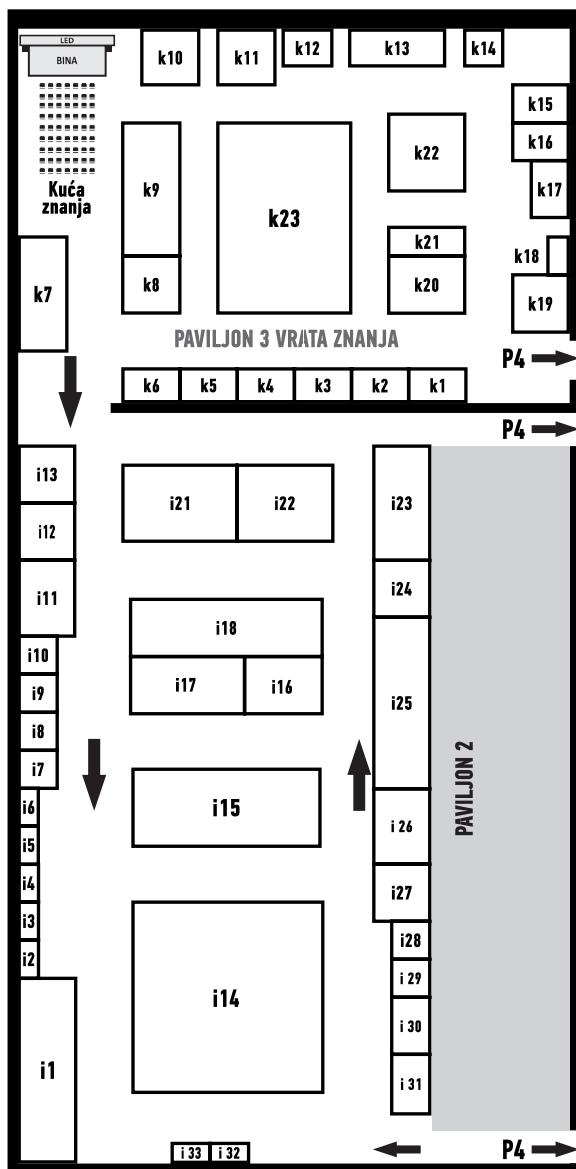 LED
BINA
k10
k11
k12
k13
k14
k15
k16
k17
k18
k19
k22
k21
k20
k23
k9
k8
Kuća
znanja
k7
PAVILJON 3 VRATA ZNANJA
P4
k6
k5
k4
k3
k2
k1
P4
i13
i12
i11
i10
i9
i8
i7
i6
i5
i4
i3
i2
i1
i21
i22
i18
i17
i16
i15
i14
i23
i24
i25
i 26
i27
i28
i 29
i 30
i 31
PAVILJON 2
i 33
i 32
P4